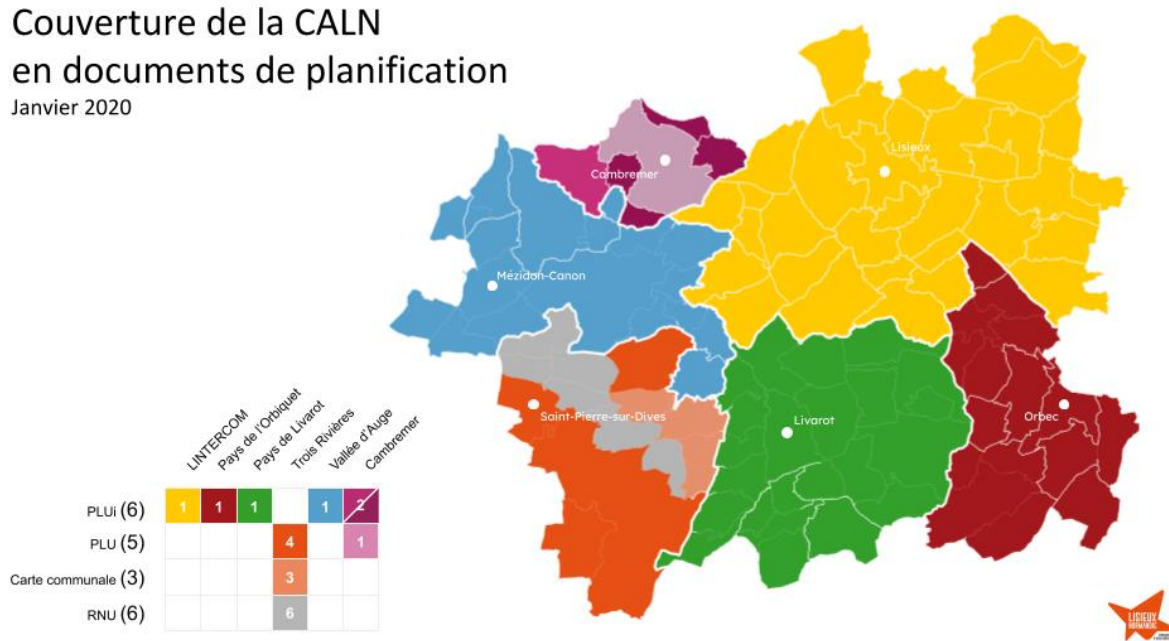 Couverture de la CALN
en documents de planification
Janvier 2020
Lisieux
Cambremer
Mézidon-Canon
Saint-Pierre-sur-Dives
Livarot
Orbec
LINTERCOM
Pays de l'Orbiquet
Pays de Livarot
Trois Rivières
Vallée d'Auge
Cambremer
PLUi (6) 1 1 1 1 2
PLU (5) 4 1
Carte communale (3) 3
RNU (6) 6
LISIEUX
NORMANDIE